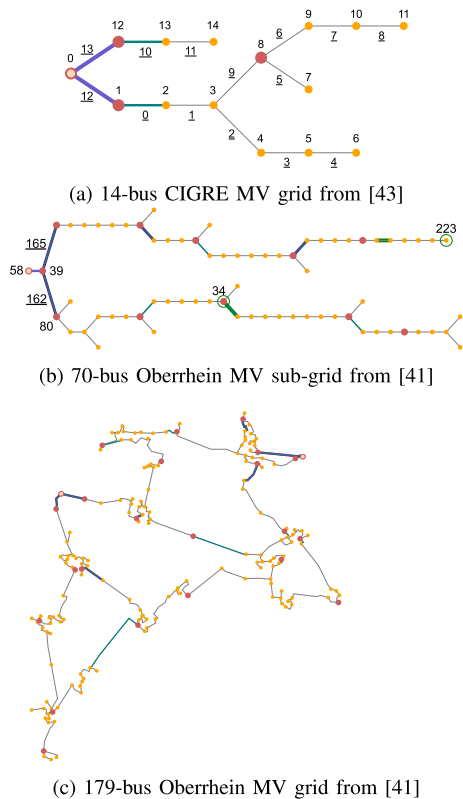 12 13 14
13 10 11
0
12
1 2 3
0 1
9 10 11
6 7 8
8
9 5 7
2
4 5 6
3 4
(a) 14-bus CIGRE MV grid from [43]
165 223
58 39
162 34
80
(b) 70-bus Oberrhein MV sub-grid from [41]
(c) 179-bus Oberrhein MV grid from [41]